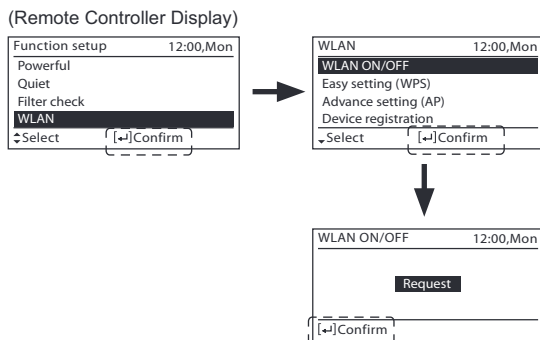 (Remote Controller Display)
Function setup 12:00,Mon
Powerful
Quiet
Filter check
WLAN
Select [↵]Confirm
WLAN 12:00,Mon
WLAN ON/OFF
Easy setting (WPS)
Advance setting (AP)
Device registration
Select [↵]Confirm
WLAN ON/OFF 12:00,Mon
Request
[↵]Confirm